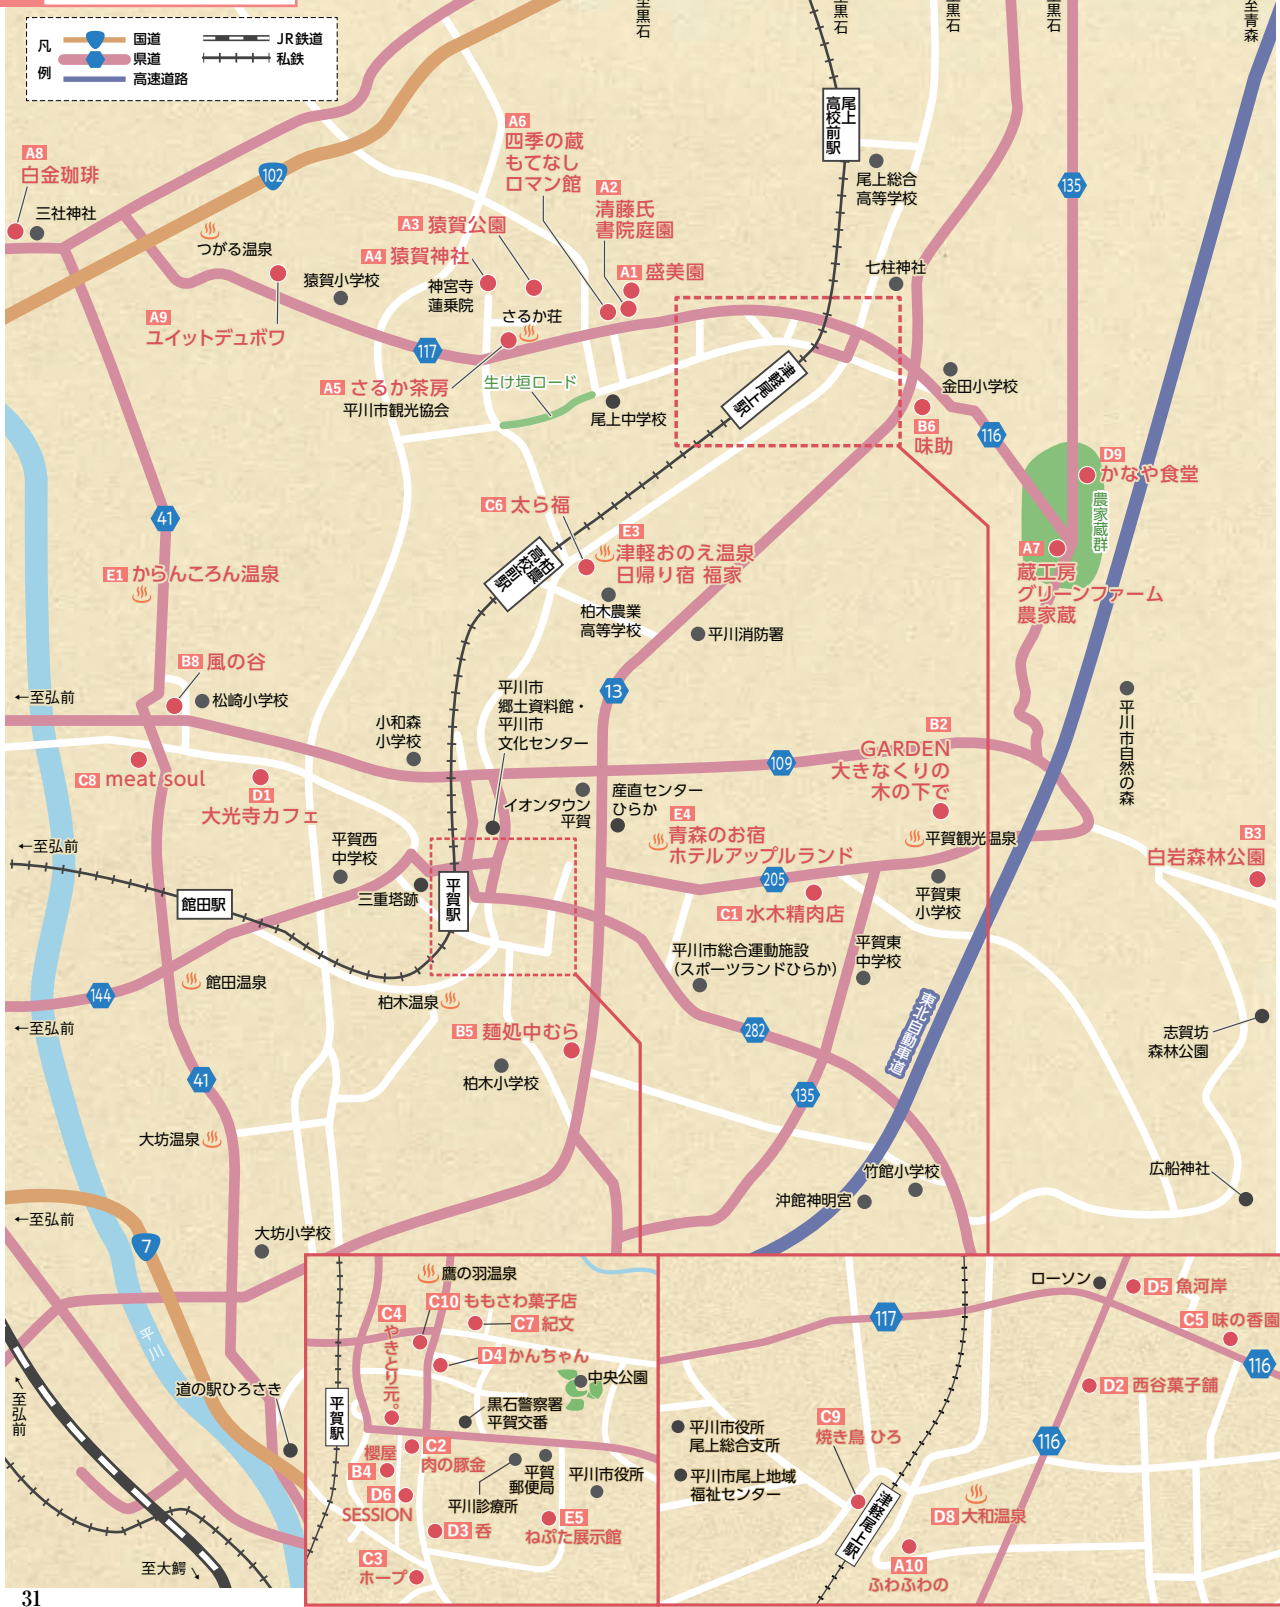 凡例
国道
県道
高速道路
JR鉄道
私鉄
至黒石
至黒石
黒石
黒石
至青森
尾上高校前駅
尾上総合
高等学校
135
A8
白金珈琲
三社神社
102
つがる温泉
A6
四季の蔵
もてなし
ロマン館
A2
清藤氏
書院庭園
A3 猿賀公園
A4 猿賀神社
A1 盛美園
猿賀小学校
神宮寺
蓮乗院
さるか荘
七柱神社
A9
ユイットデュボワ
117
A5 さるか茶房
平川市観光協会
生け垣ロード
尾上中学校
津軽尾上駅
金田小学校
B6
味助
116
D9
かなや食堂
農家蔵群
A7
蔵工房
グリーンファーム
農家蔵
41
C6 太ら福
E3
津軽おのえ温泉
日帰り宿 福家
柏農高校前駅
柏木農業
高等学校
平川消防署
E1 からんころん温泉
B8 風の谷
松崎小学校
←至弘前
13
平川市
郷土資料館・
平川市
文化センター
小和森
小学校
平川市自然の森
B2
GARDEN
大きなくりの
木の下で
109
C8 meat soul
D1
大光寺カフェ
イオンタウン
平賀
産直センター
ひらか
E4
青森のお宿
ホテルアップルランド
平賀観光温泉
B3
白岩森林公園
←至弘前
平賀西
中学校
三重塔跡
平賀駅
館田駅
205
C1 水木精肉店
平賀東
小学校
平川市総合運動施設
(スポーツランドひらか)
平賀東
中学校
144
館田温泉
柏木温泉
←至弘前
B5 麺処中むら
柏木小学校
282
東北自動車道
志賀坊
森林公園
41
135
大坊温泉
竹館小学校
沖館神明宮
広船神社
←至弘前
7
大坊小学校
平川
道の駅ひろさき
←至弘前
至大鰐→
鷹の羽温泉
C10 ももさわ菓子店
C4
やきとり元。
C7 紀文
D4 かんちゃん
中央公園
平賀駅
黒石警察署
平賀交番
櫻屋
B4
C2
肉の豚金
平賀
郵便局
平川市役所
平川診療所
D6
SESSION
D3 呑
E5
ねぷた展示館
C3
ホープ
ローソン
D5 魚河岸
117
C5 味の香園
116
D2 西谷菓子舗
C9
焼き鳥 ひろ
平川市役所
尾上総合支所
平川市尾上地域
福祉センター
116
津軽尾上駅
D8 大和温泉
A10
ふわふわの
31